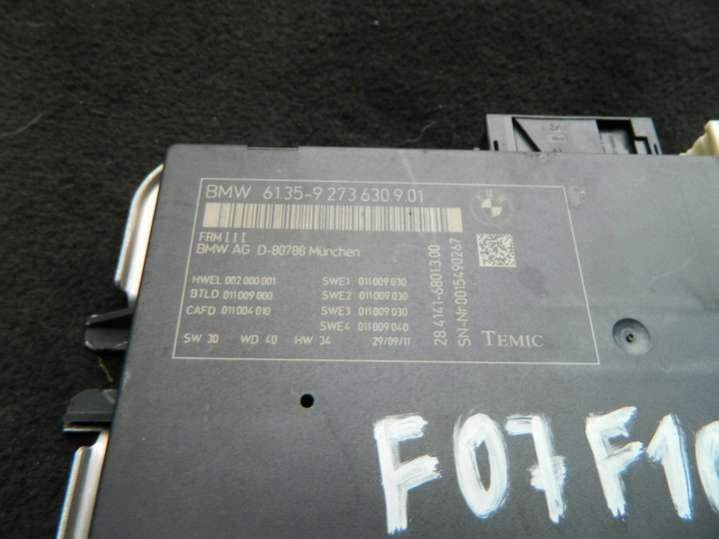 BMW 6135-9 273 630 9.01
FRM III
BMW AG D-80788 München
HWEL 002 000 001
BTLD 011 009 000
CAFD 011 004 010
SWE1 011 009 030
SWE2 011 009 030
SWE3 011 009 030
SWE4 011 009 040
SW 30 WD 40 HW 34 29/09/11
28 4141-6801 3 00
SN-Nr 0015490267
TEMIC
F07 F10